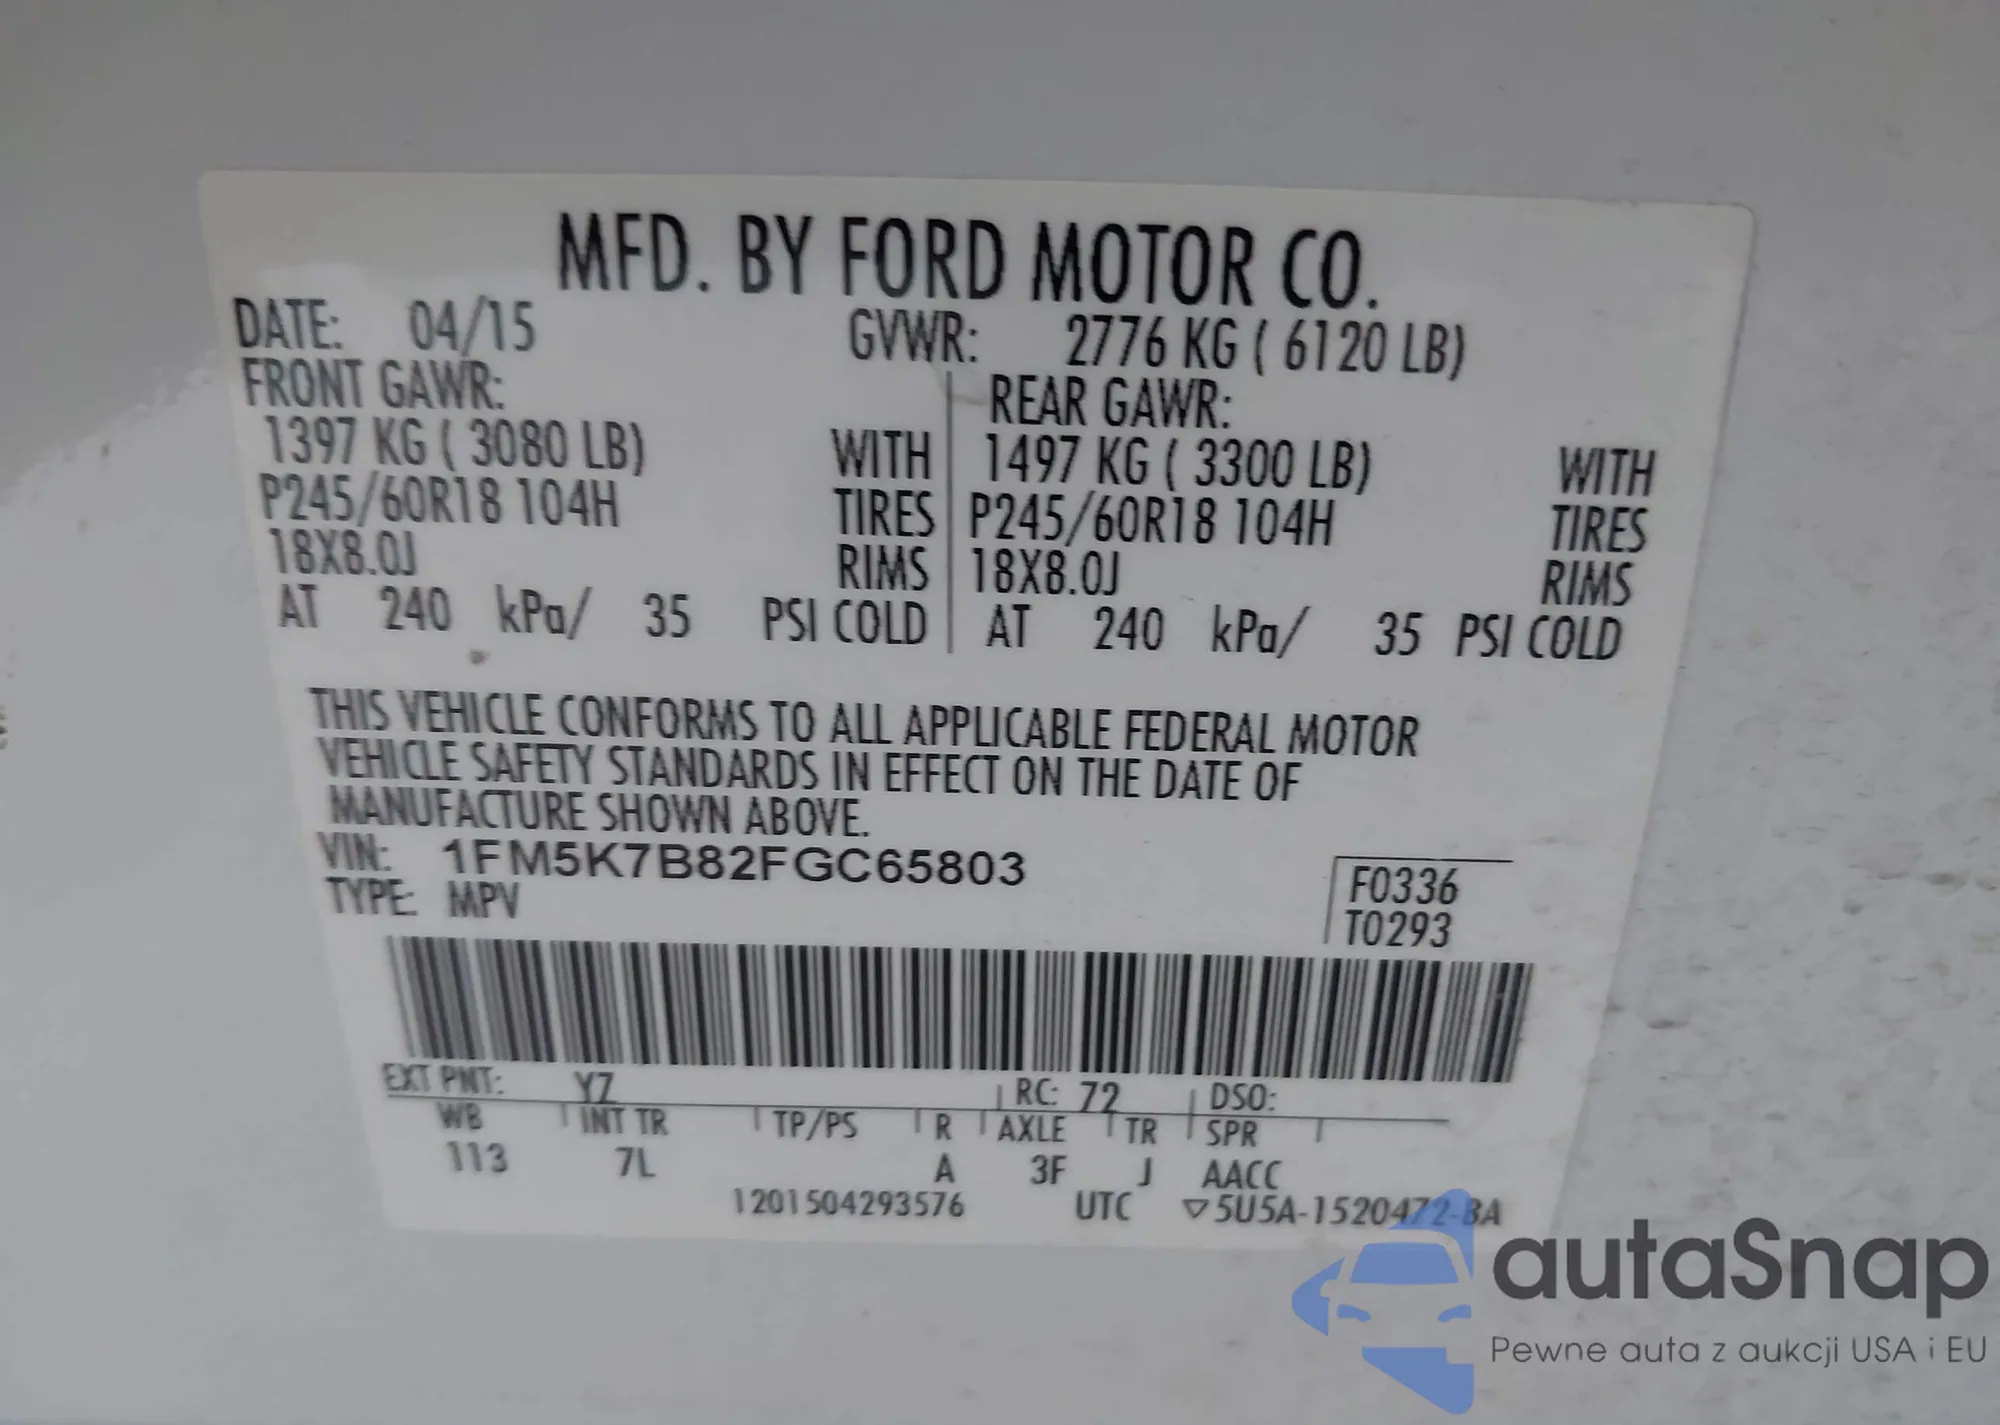 MFD. BY FORD MOTOR CO.
DATE: 04/15 GVWR: 2776 KG ( 6120 LB)
FRONT GAWR: REAR GAWR:
1397 KG ( 3080 LB) WITH 1497 KG ( 3300 LB) WITH
P245/60R18 104H TIRES P245/60R18 104H TIRES
18X8.0J RIMS 18X8.0J RIMS
AT 240 kPa/ 35 PSI COLD AT 240 kPa/ 35 PSI COLD
THIS VEHICLE CONFORMS TO ALL APPLICABLE FEDERAL MOTOR
VEHICLE SAFETY STANDARDS IN EFFECT ON THE DATE OF
MANUFACTURE SHOWN ABOVE.
VIN: 1FM5K7B82FGC65803
TYPE: MPV
F0336
T0293
EXT PNT: YZ RC: 72 DSO:
WB INT TR TP/PS R AXLE TR SPR
113 7L A 3F J AACC
1201504293576 UTC ▽5U5A-1520472-BA
autaSnap
Pewne auta z aukcji USA i EU